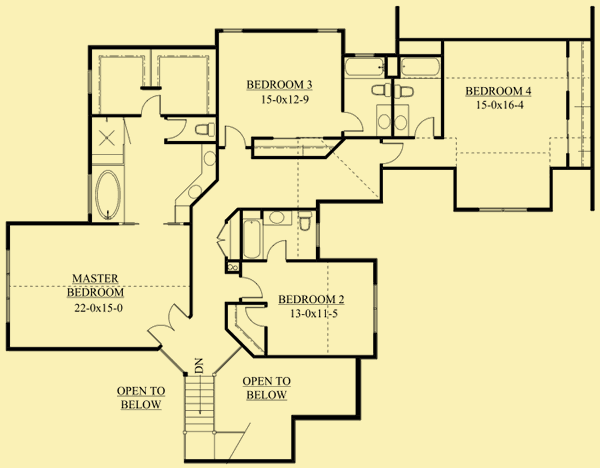 BEDROOM 3
15-0x12-9
BEDROOM 4
15-0x16-4
MASTER
BEDROOM
22-0x15-0
BEDROOM 2
13-0x11-5
DN
OPEN TO
BELOW
OPEN TO
BELOW